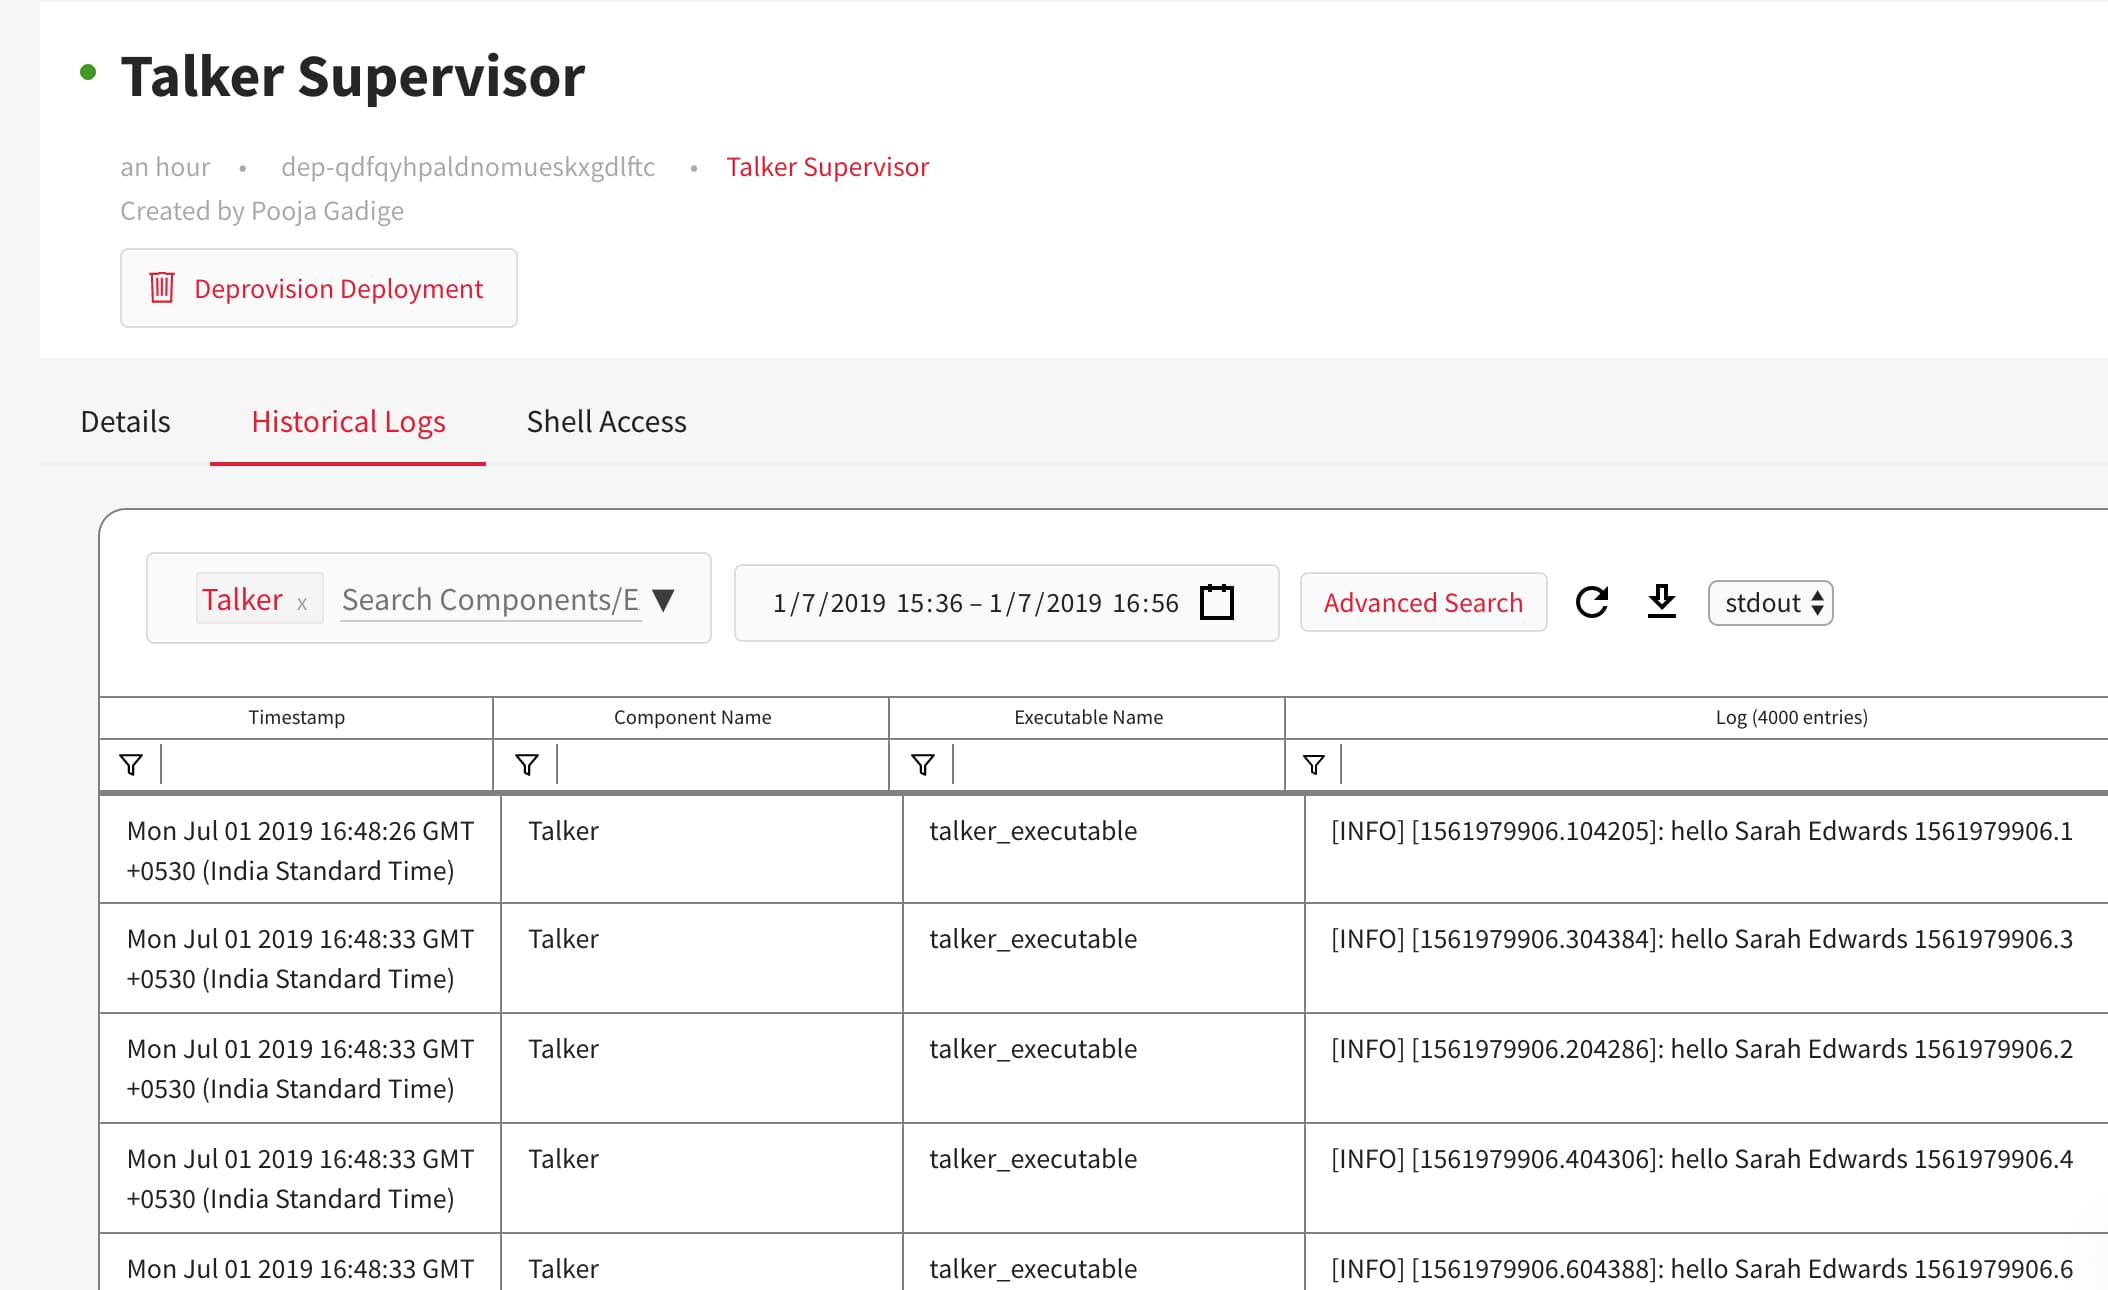 Talker Supervisor
an hour • dep-qdfqyhpaldnomueskxgdlftc • Talker Supervisor
Created by Pooja Gadige
Deprovision Deployment
Details Historical Logs Shell Access
Talker x Search Components/E ▼ 1/7/2019 15:36 – 1/7/2019 16:56 Advanced Search stdout
Timestamp Component Name Executable Name Log (4000 entries)
Mon Jul 01 2019 16:48:26 GMT Talker talker_executable [INFO] [1561979906.104205]: hello Sarah Edwards 1561979906.1
+0530 (India Standard Time)
Mon Jul 01 2019 16:48:33 GMT Talker talker_executable [INFO] [1561979906.304384]: hello Sarah Edwards 1561979906.3
+0530 (India Standard Time)
Mon Jul 01 2019 16:48:33 GMT Talker talker_executable [INFO] [1561979906.204286]: hello Sarah Edwards 1561979906.2
+0530 (India Standard Time)
Mon Jul 01 2019 16:48:33 GMT Talker talker_executable [INFO] [1561979906.404306]: hello Sarah Edwards 1561979906.4
+0530 (India Standard Time)
Mon Jul 01 2019 16:48:33 GMT Talker talker_executable [INFO] [1561979906.604388]: hello Sarah Edwards 1561979906.6